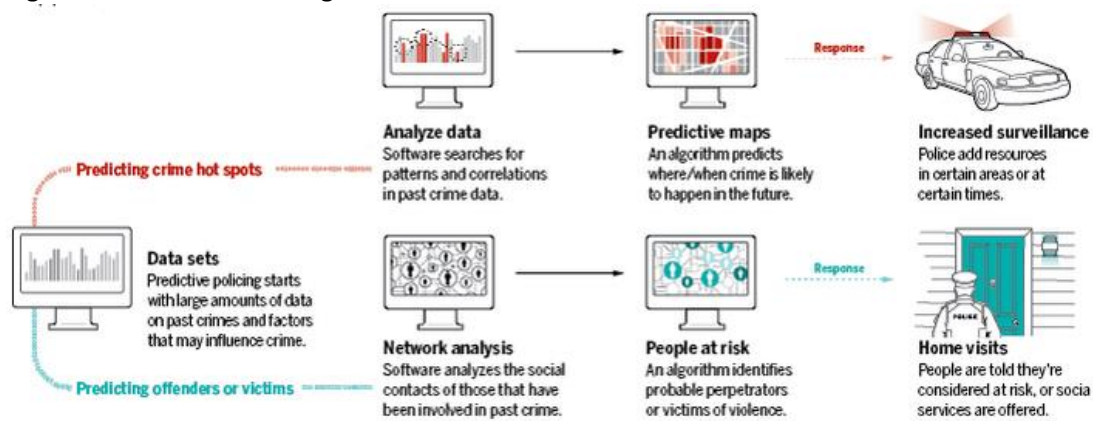 Analyze data
Software searches for
patterns and correlations
in past crime data.
Predictive maps
An algorithm predicts
where/when crime is likely
to happen in the future.
Response
Increased surveillance
Police add resources
in certain areas or at
certain times.
Predicting crime hot spots
Data sets
Predictive policing starts
with large amounts of data
on past crimes and factors
that may influence crime.
Predicting offenders or victims
Network analysis
Software analyzes the social
contacts of those that have
been involved in past crime.
People at risk
An algorithm identifies
probable perpetrators
or victims of violence.
Response
POLICE
Home visits
People are told they're
considered at risk, or socia
services are offered.